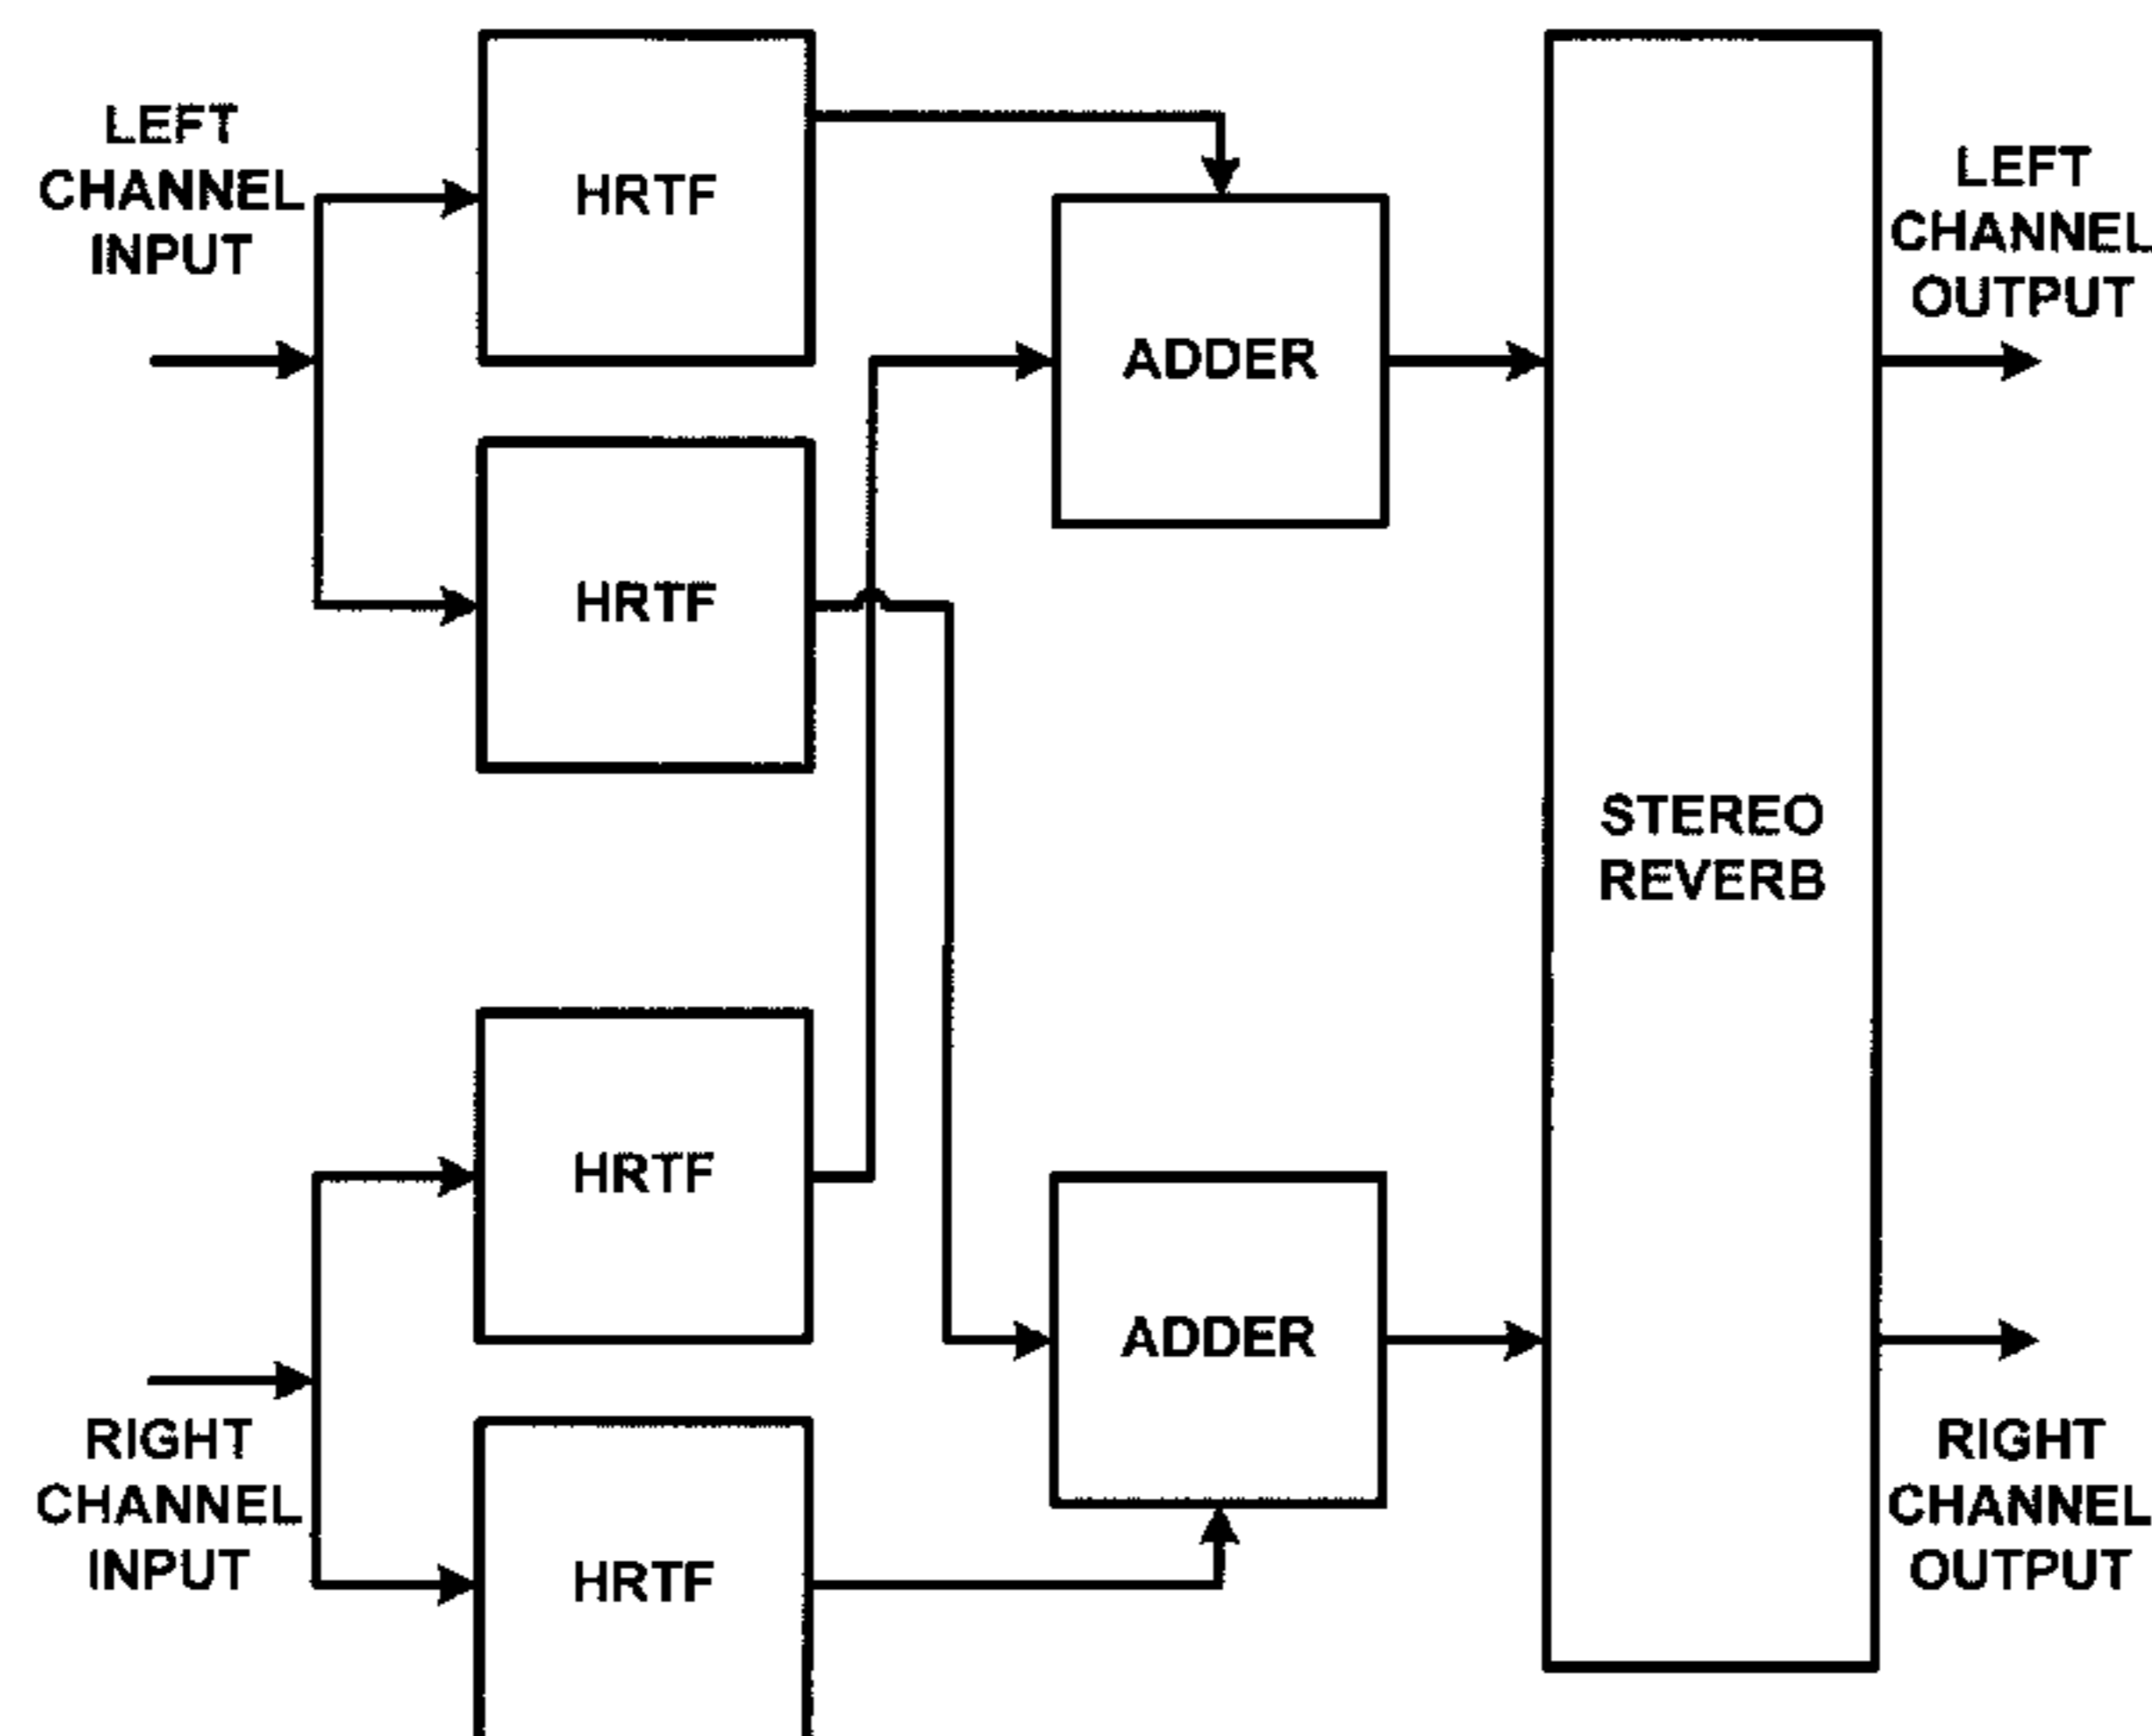 LEFT
CHANNEL
INPUT
HRTF
HRTF
ADDER
LEFT
CHANNEL
OUTPUT
STEREO
REVERB
HRTF
ADDER
RIGHT
CHANNEL
INPUT
HRTF
RIGHT
CHANNEL
OUTPUT